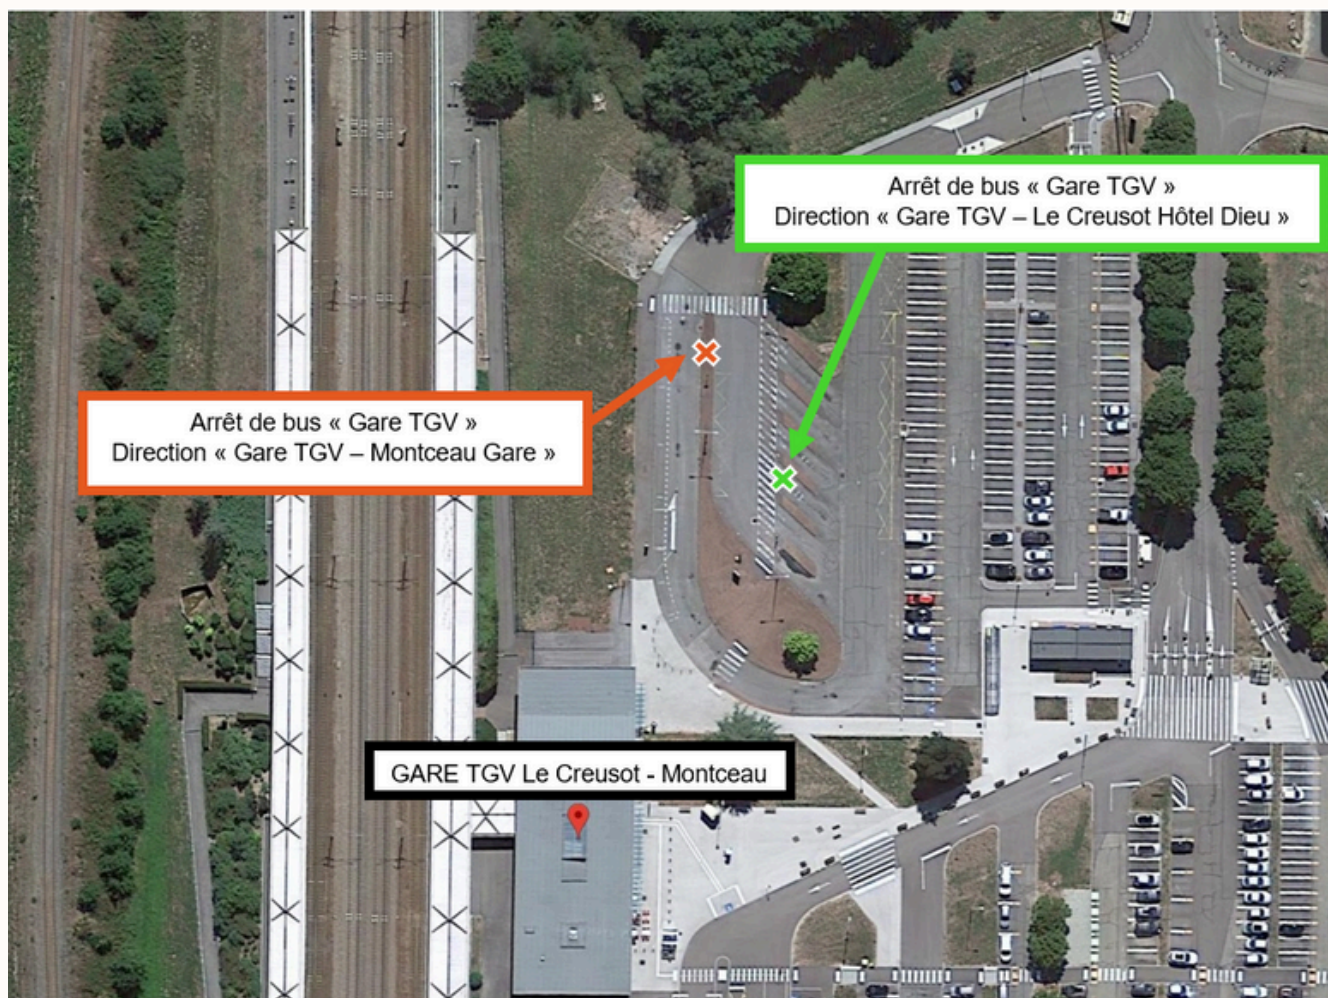 Arrêt de bus « Gare TGV »
Direction « Gare TGV – Le Creusot Hôtel Dieu »
Arrêt de bus « Gare TGV »
Direction « Gare TGV – Montceau Gare »
GARE TGV Le Creusot - Montceau